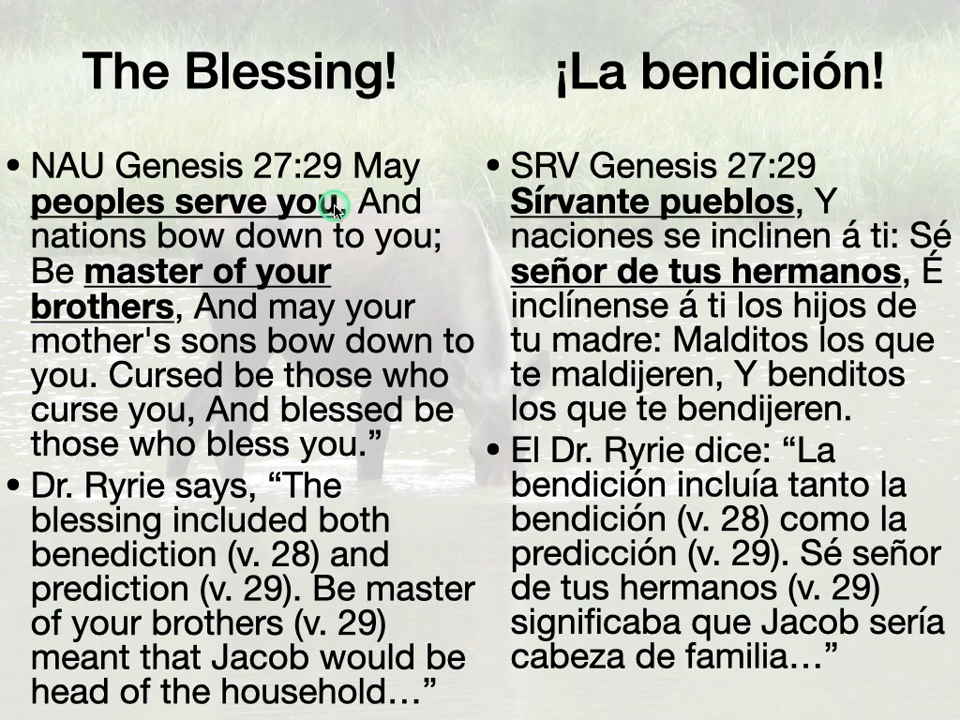 The Blessing!
• NAU Genesis 27:29 May
peoples serve you, And
nations bow down to you;
Be master of your
brothers, And may your
mother's sons bow down to
you. Cursed be those who
curse you, And blessed be
those who bless you.”
• Dr. Ryrie says, “The
blessing included both
benediction (v. 28) and
prediction (v. 29). Be master
of your brothers (v. 29)
meant that Jacob would be
head of the household…”
¡La bendición!
• SRV Genesis 27:29
Sírvante pueblos, Y
naciones se inclinen á ti: Sé
señor de tus hermanos, É
inclínense á ti los hijos de
tu madre: Malditos los que
te maldijeren, Y benditos
los que te bendijeren.
• El Dr. Ryrie dice: “La
bendición incluía tanto la
bendición (v. 28) como la
predicción (v. 29). Sé señor
de tus hermanos (v. 29)
significaba que Jacob sería
cabeza de familia…”